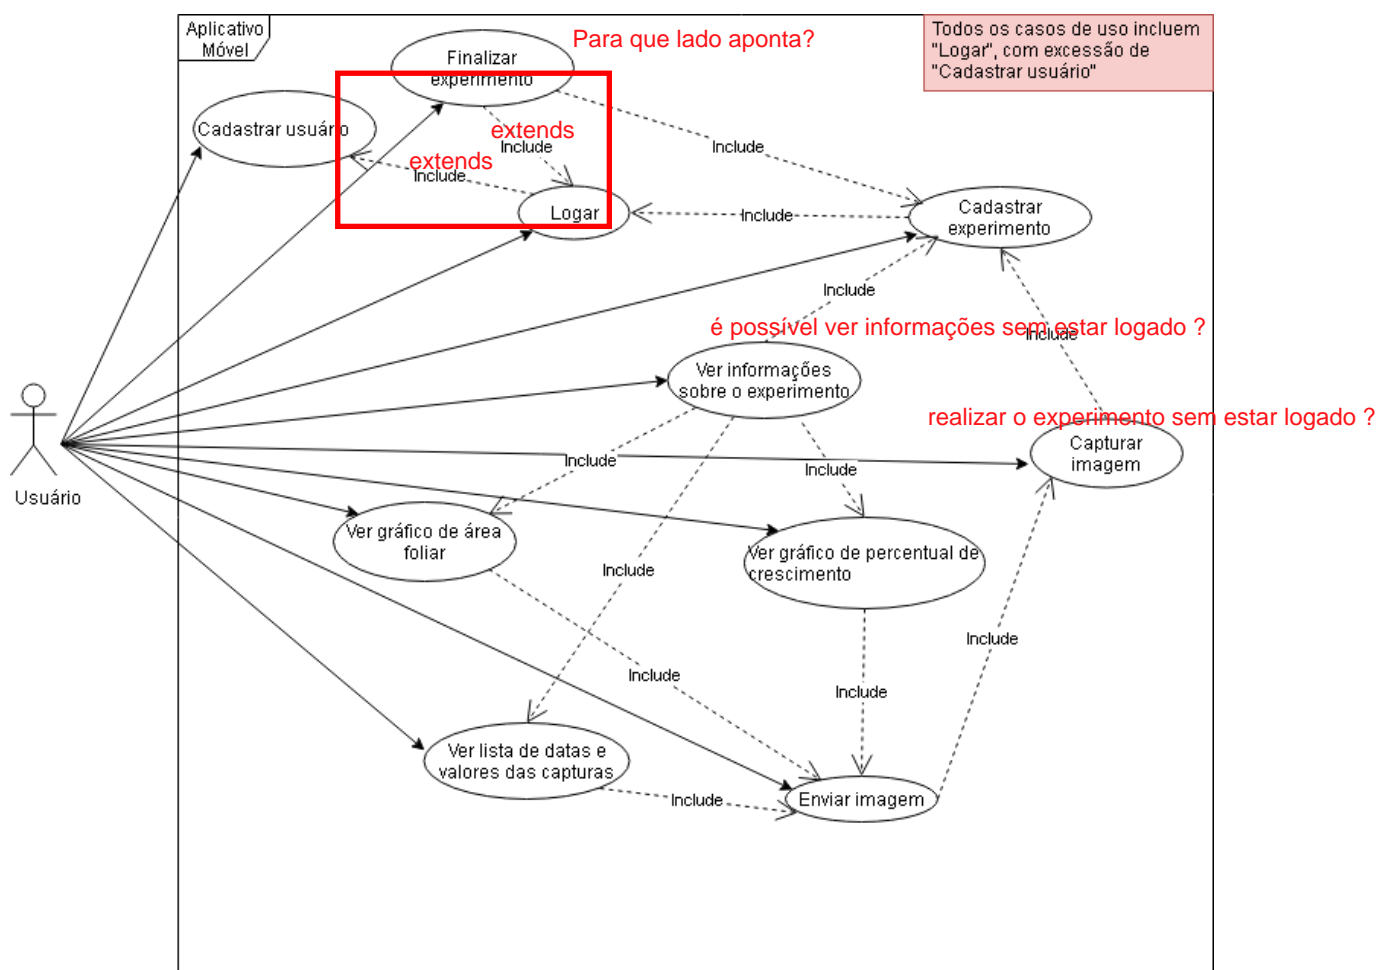 Aplicativo
Móvel
Para que lado aponta?
Todos os casos de uso incluem
"Logar", com excessão de
"Cadastrar usuário"
Finalizar
experimento
Cadastrar usuário
extends
Include
extends
Include
Include
Logar
Include
Cadastrar
experimento
Include
é possível ver informações sem estar logado ?
Include
Ver informações
sobre o experimento
realizar o experimento sem estar logado ?
Capturar
imagem
Include
Include
Usuário
Ver gráfico de área
foliar
Ver gráfico de percentual de
crescimento
Include
Include
Include
Include
Ver lista de datas e
valores das capturas
Include
Enviar imagem